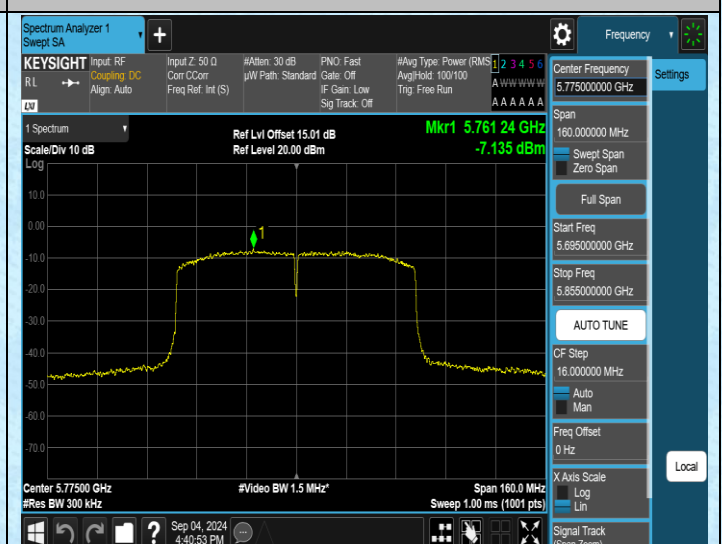 Spectrum Analyzer 1
Swept SA
Frequency
KEYSIGHT
Input: RF
Coupling: DC
Align: Auto
RL
LXI
Input Z: 50 Ω
Corr CCorr
Freq Ref: Int (S)
#Atten: 30 dB
µW Path: Standard
PNO: Fast
Gate: Off
IF Gain: Low
Sig Track: Off
#Avg Type: Power (RMS
Avg|Hold: 100/100
Trig: Free Run
1 2 3 4 5 6
A W W W W W
A A A A A A
1 Spectrum
Scale/Div 10 dB
Log
Ref Lvl Offset 15.01 dB
Ref Level 20.00 dBm
Mkr1 5.761 24 GHz
-7.135 dBm
10.0
0.00
-10.0
-20.0
-30.0
-40.0
-50.0
-60.0
-70.0
1
Center 5.77500 GHz
#Res BW 300 kHz
#Video BW 1.5 MHz*
Span 160.0 MHz
Sweep 1.00 ms (1001 pts)
Sep 04, 2024
4:40:53 PM
?
Center Frequency
5.775000000 GHz
Span
160.000000 MHz
Swept Span
Zero Span
Full Span
Start Freq
5.695000000 GHz
Stop Freq
5.855000000 GHz
AUTO TUNE
CF Step
16.000000 MHz
Auto
Man
Freq Offset
0 Hz
X Axis Scale
Log
Lin
Signal Track
(Span Zoom)
Settings
Local